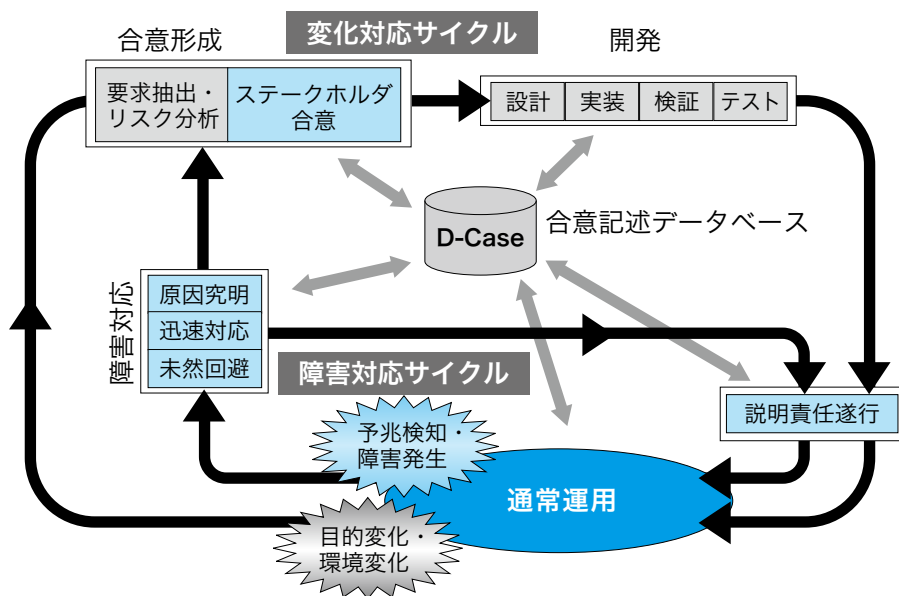 合意形成
変化対応サイクル
開発
要求抽出・
リスク分析
ステークホルダ
合意
設計
実装
検証
テスト
D-Case
合意記述データベース
障害対応
原因究明
迅速対応
未然回避
障害対応サイクル
説明責任遂行
予兆検知・
障害発生
通常運用
目的変化・
環境変化